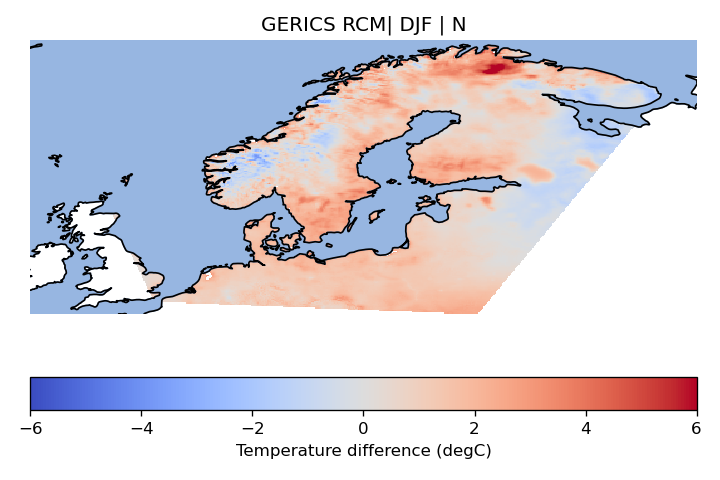 GERICS RCM| DJF | N
−6 −4 −2 0 2 4 6
Temperature difference (degC)